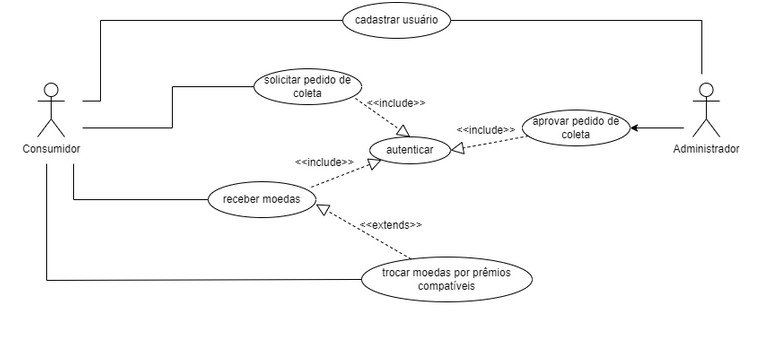 cadastrar usuário
solicitar pedido de
coleta
<<include>>
aprovar pedido de
coleta
<<include>>
autenticar
Consumidor
Administrador
<<include>>
receber moedas
<<extends>>
trocar moedas por prêmios
compatíveis